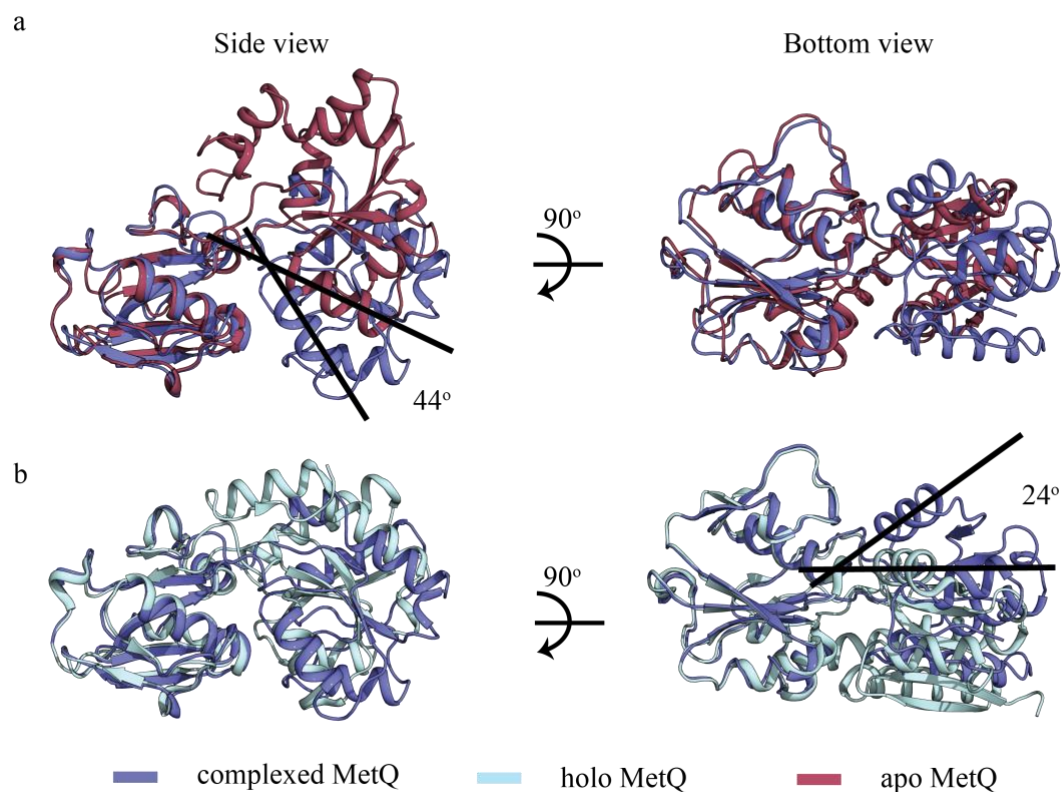 a
Side view
Bottom view
90°
44°
b
24°
90°
complexed MetQ
holo MetQ
apo MetQ